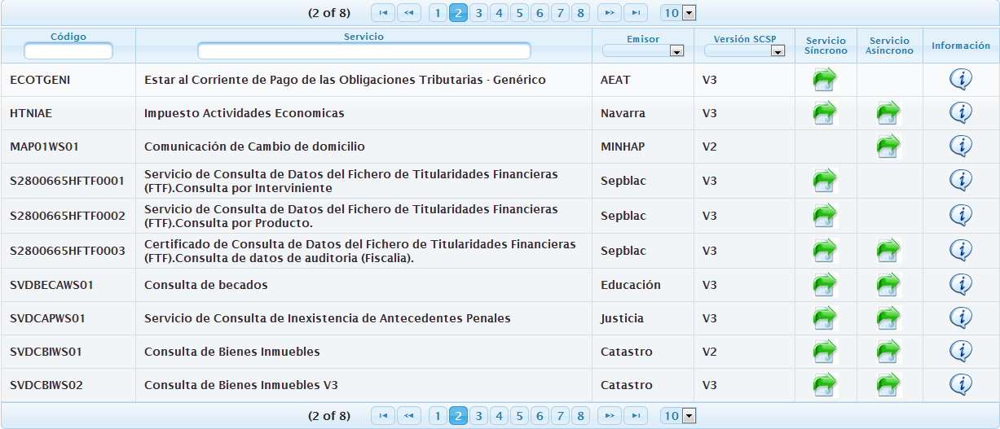 (2 of 8) 1 2 3 4 5 6 7 8 10
Código Servicio Emisor Versión SCSP Servicio Síncrono Servicio Asíncrono Información
ECOTGENI Estar al Corriente de Pago de las Obligaciones Tributarias - Genérico AEAT V3
HTNIAE Impuesto Actividades Economicas Navarra V3
MAP01WS01 Comunicación de Cambio de domicilio MINHAP V2
S2800665HFTF0001 Servicio de Consulta de Datos del Fichero de Titularidades Financieras
(FTF).Consulta por Interviniente Sepblac V3
S2800665HFTF0002 Servicio de Consulta de Datos del Fichero de Titularidades Financieras
(FTF).Consulta por Producto. Sepblac V3
S2800665HFTF0003 Certificado de Consulta de Datos del Fichero de Titularidades Financieras
(FTF).Consulta de datos de auditoria (Fiscalia). Sepblac V3
SVDBECAWS01 Consulta de becados Educación V3
SVDCAPWS01 Servicio de Consulta de Inexistencia de Antecedentes Penales Justicia V3
SVDCBIWS01 Consulta de Bienes Inmuebles Catastro V2
SVDCBIWS02 Consulta de Bienes Inmuebles V3 Catastro V3
(2 of 8) 1 2 3 4 5 6 7 8 10